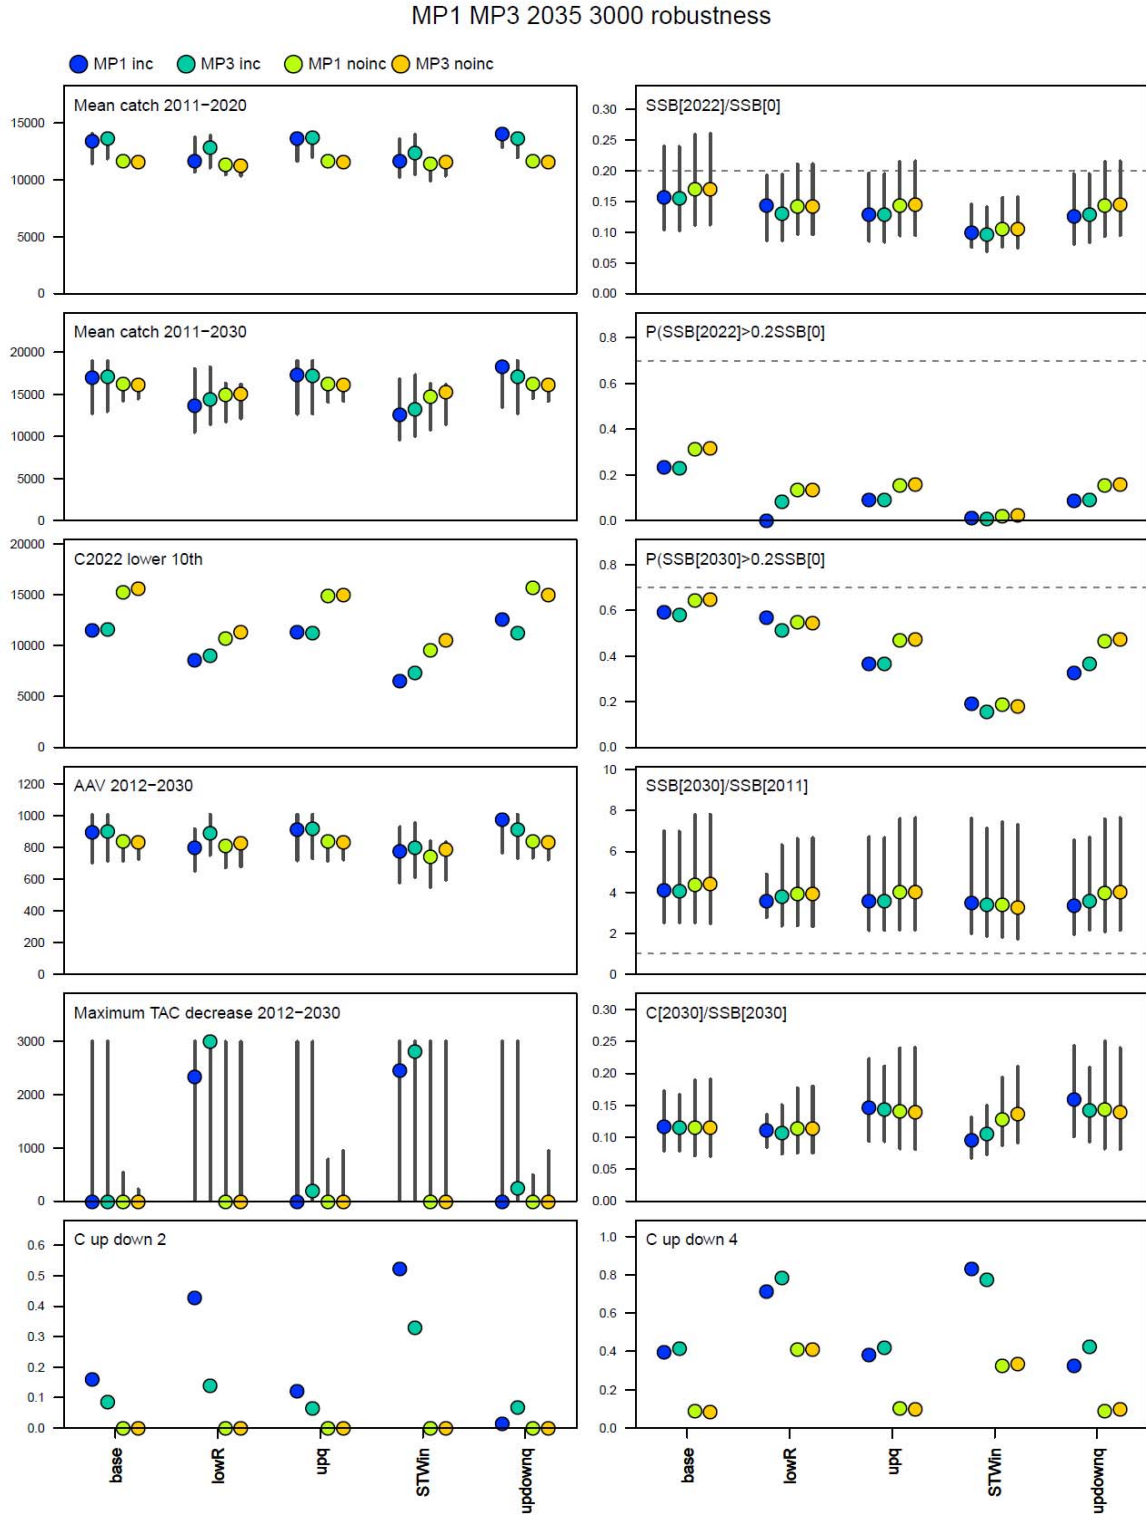 MP1 MP3 2035 3000 robustness
MP1 inc MP3 inc MP1 noinc MP3 noinc
Mean catch 2011−2020
15000
10000
5000
0
SSB[2022]/SSB[0]
0.30
0.25
0.20
0.15
0.10
0.05
0.00
Mean catch 2011−2030
20000
15000
10000
5000
0
P(SSB[2022]>0.2SSB[0]
0.8
0.6
0.4
0.2
0.0
C2022 lower 10th
20000
15000
10000
5000
0
P(SSB[2030]>0.2SSB[0]
0.8
0.6
0.4
0.2
0.0
AAV 2012−2030
1200
1000
800
600
400
200
0
SSB[2030]/SSB[2011]
10
8
6
4
2
0
Maximum TAC decrease 2012−2030
3000
2000
1000
0
C[2030]/SSB[2030]
0.30
0.25
0.20
0.15
0.10
0.05
0.00
C up down 2
0.6
0.5
0.4
0.3
0.2
0.1
0.0
base
lowR
upq
STWin
updownq
C up down 4
1.0
0.8
0.6
0.4
0.2
0.0
base
lowR
upq
STWin
updownq